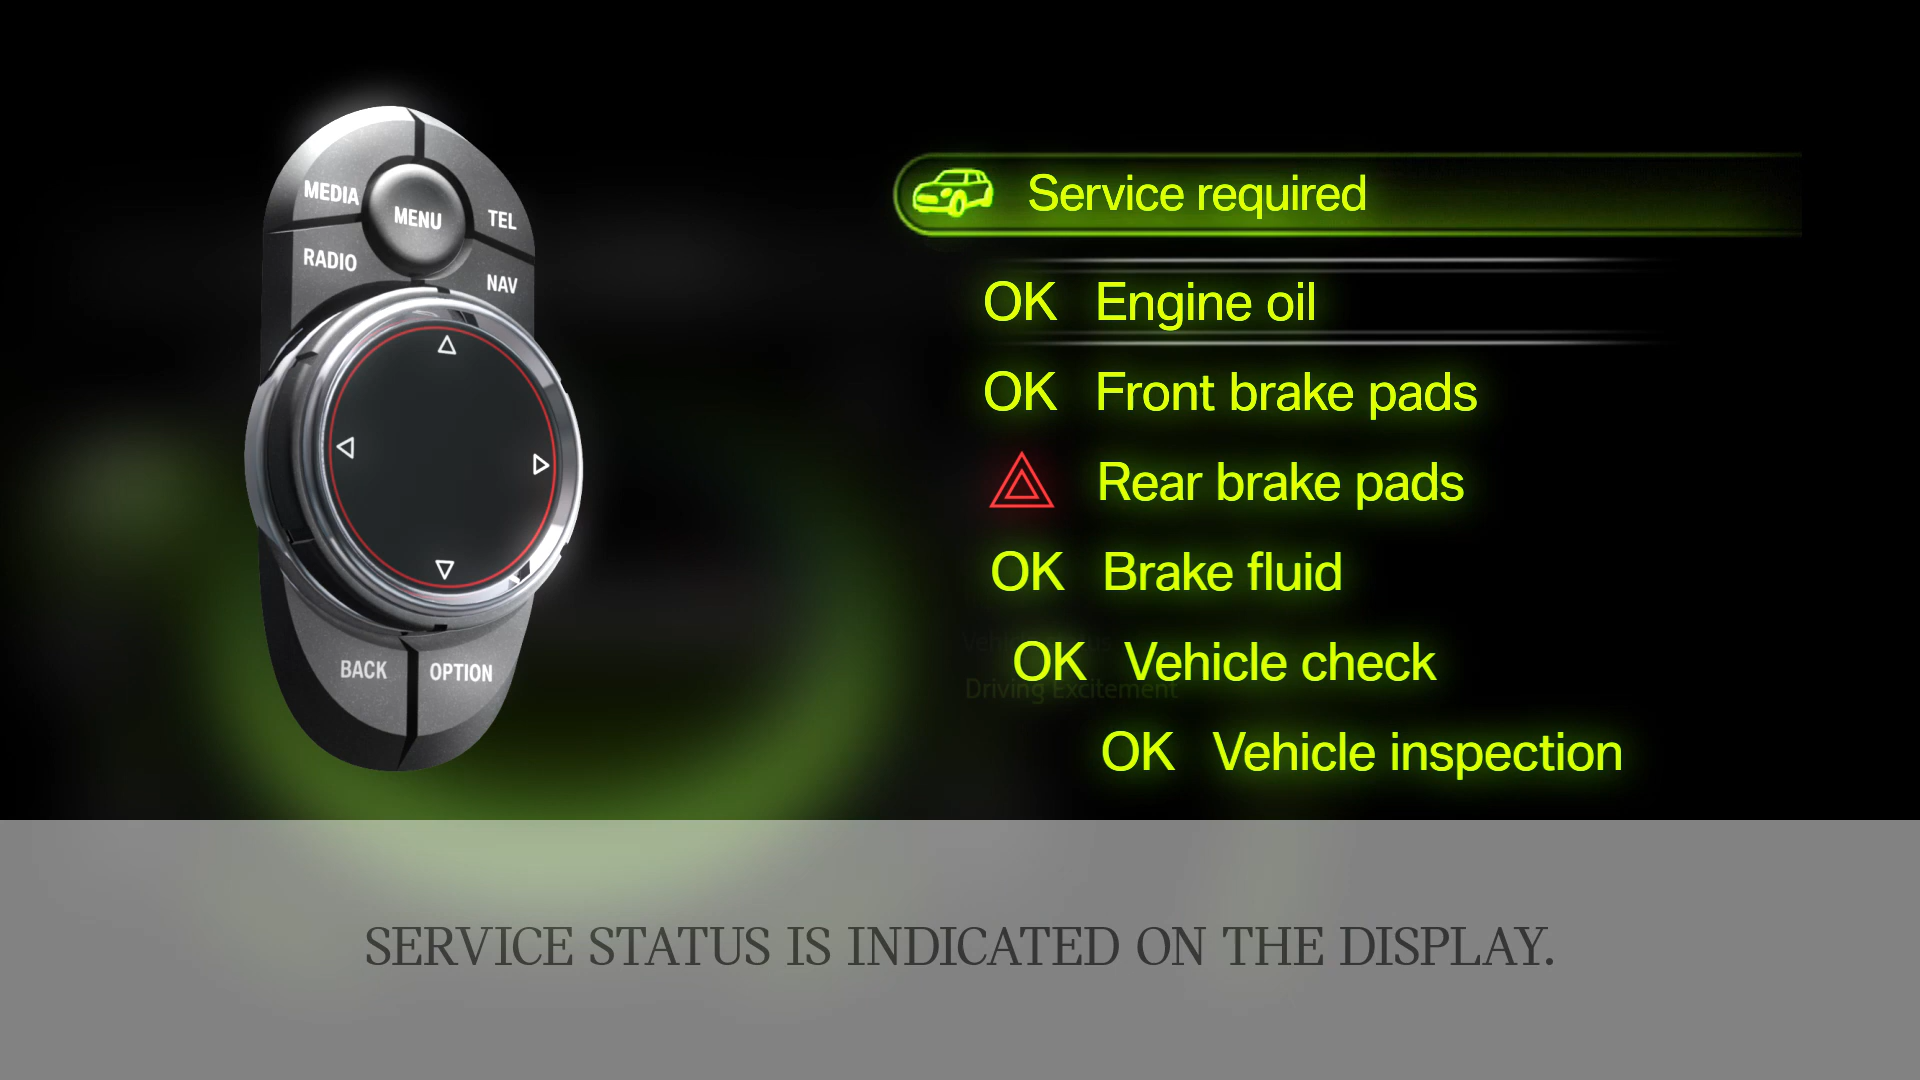 MEDIA
MENU
TEL
RADIO
NAV
BACK
OPTION
Service required
OK Engine oil
OK Front brake pads
Rear brake pads
OK Brake fluid
OK Vehicle check
Driving Excitement
OK Vehicle inspection
SERVICE STATUS IS INDICATED ON THE DISPLAY.